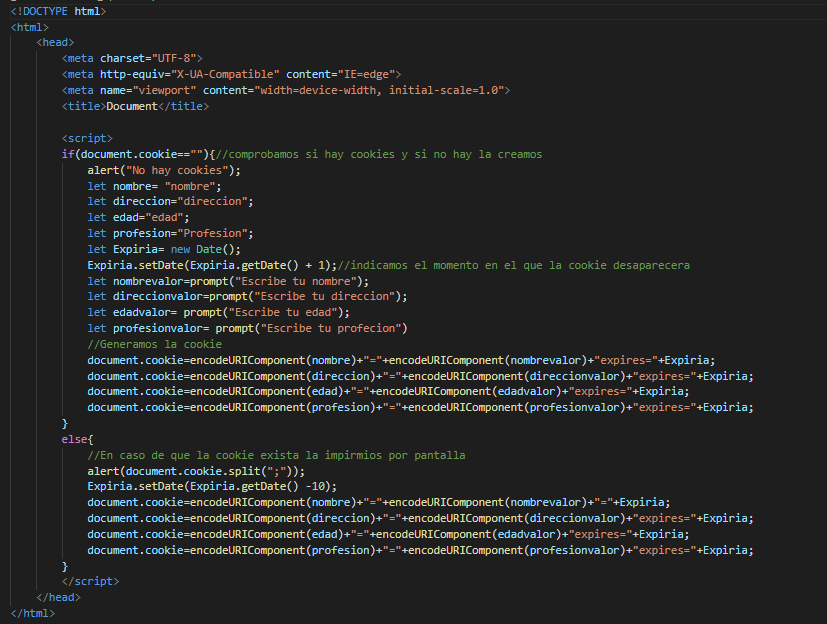 <!DOCTYPE html>
<html>
<head>
<meta charset="UTF-8">
<meta http-equiv="X-UA-Compatible" content="IE=edge">
<meta name="viewport" content="width=device-width, initial-scale=1.0">
<title>Document</title>
<script>
if(document.cookie==""){//comprobamos si hay cookies y si no hay la creamos
alert("No hay cookies");
let nombre= "nombre";
let direccion="direccion";
let edad="edad";
let profesion="Profesion";
let Expiria= new Date();
Expiria.setDate(Expiria.getDate() + 1);//indicamos el momento en el que la cookie desaparecera
let nombrevalor=prompt("Escribe tu nombre");
let direccionvalor=prompt("Escribe tu direccion");
let edadvalor= prompt("Escribe tu edad");
let profesionvalor= prompt("Escribe tu profecion")
//Generamos la cookie
document.cookie=encodeURIComponent(nombre)+"="+encodeURIComponent(nombrevalor)+"expires="+Expiria;
document.cookie=encodeURIComponent(direccion)+"="+encodeURIComponent(direccionvalor)+"expires="+Expiria;
document.cookie=encodeURIComponent(edad)+"="+encodeURIComponent(edadvalor)+"expires="+Expiria;
document.cookie=encodeURIComponent(profesion)+"="+encodeURIComponent(profesionvalor)+"expires="+Expiria;
}
else{
//En caso de que la cookie exista la impirmios por pantalla
alert(document.cookie.split(";"));
Expiria.setDate(Expiria.getDate() -10);
document.cookie=encodeURIComponent(nombre)+"="+encodeURIComponent(nombrevalor)+"="+Expiria;
document.cookie=encodeURIComponent(direccion)+"="+encodeURIComponent(direccionvalor)+"expires="+Expiria;
document.cookie=encodeURIComponent(edad)+"="+encodeURIComponent(edadvalor)+"expires="+Expiria;
document.cookie=encodeURIComponent(profesion)+"="+encodeURIComponent(profesionvalor)+"expires="+Expiria;
}
</script>
</head>
</html>